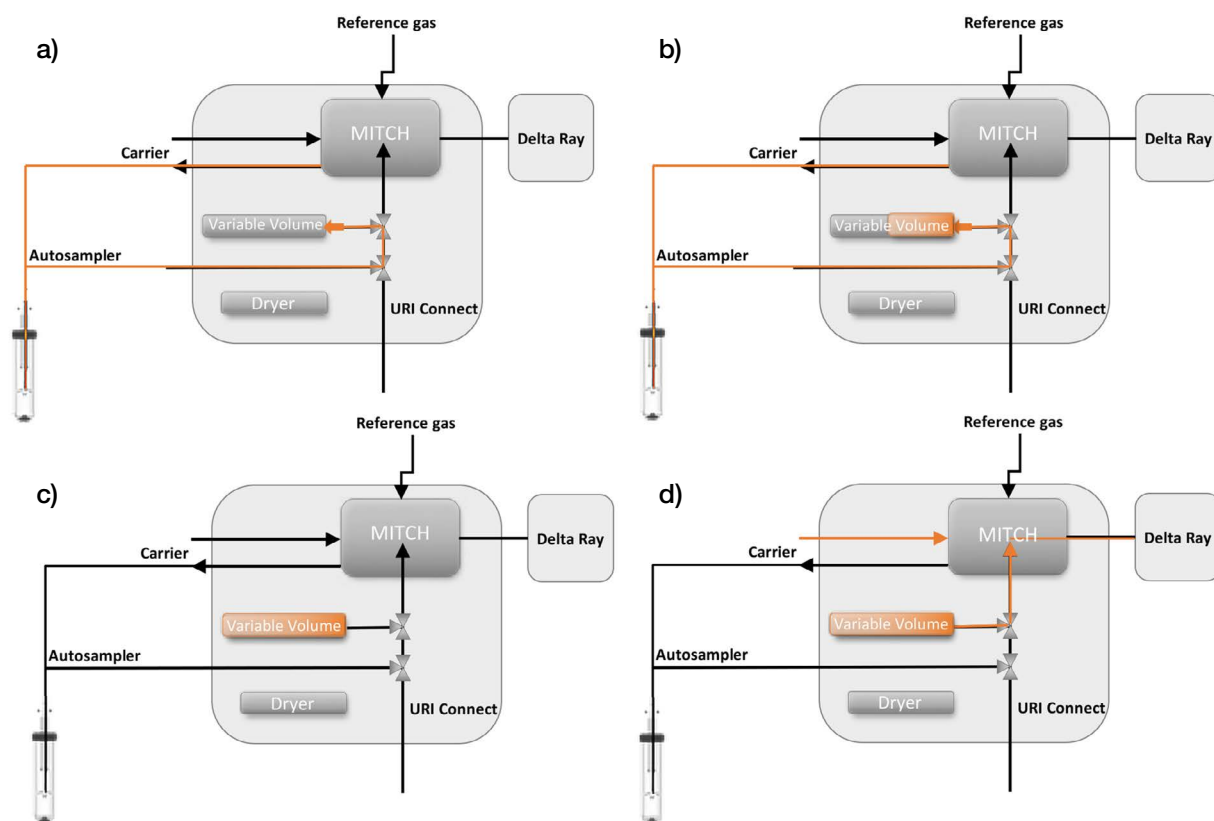 a)
Reference gas
MITCH
Delta Ray
Carrier
Variable Volume
Autosampler
Dryer
URI Connect
b)
Reference gas
MITCH
Delta Ray
Carrier
Variable Volume
Autosampler
Dryer
URI Connect
c)
Reference gas
MITCH
Delta Ray
Carrier
Variable Volume
Autosampler
Dryer
URI Connect
d)
Reference gas
MITCH
Delta Ray
Carrier
Variable Volume
Autosampler
Dryer
URI Connect